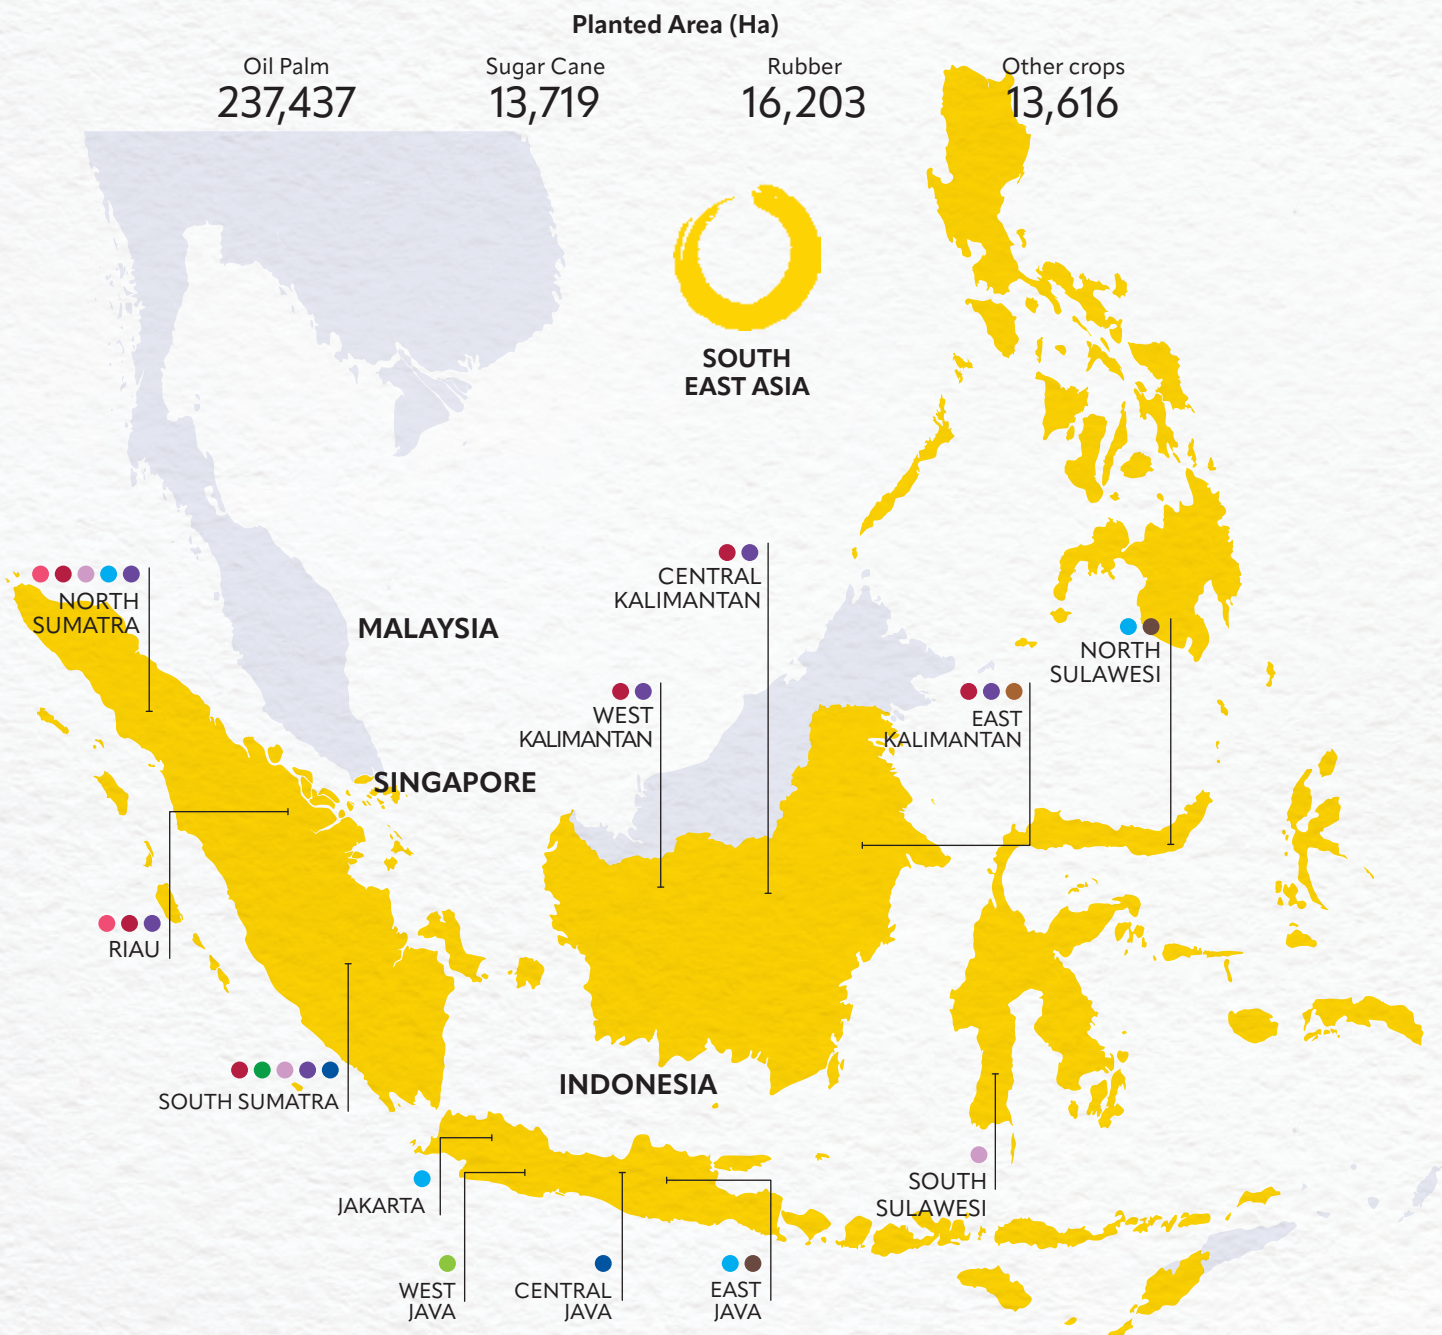 Planted Area (Ha)
Oil Palm
237,437
Sugar Cane
13,719
Rubber
16,203
Other crops
13,616
SOUTH
EAST ASIA
CENTRAL
KALIMANTAN
NORTH
SUMATRA
MALAYSIA
NORTH
SULAWESI
WEST
KALIMANTAN
EAST
KALIMANTAN
SINGAPORE
RIAU
INDONESIA
SOUTH SUMATRA
SOUTH
SULAWESI
JAKARTA
WEST
JAVA
CENTRAL
JAVA
EAST
JAVA